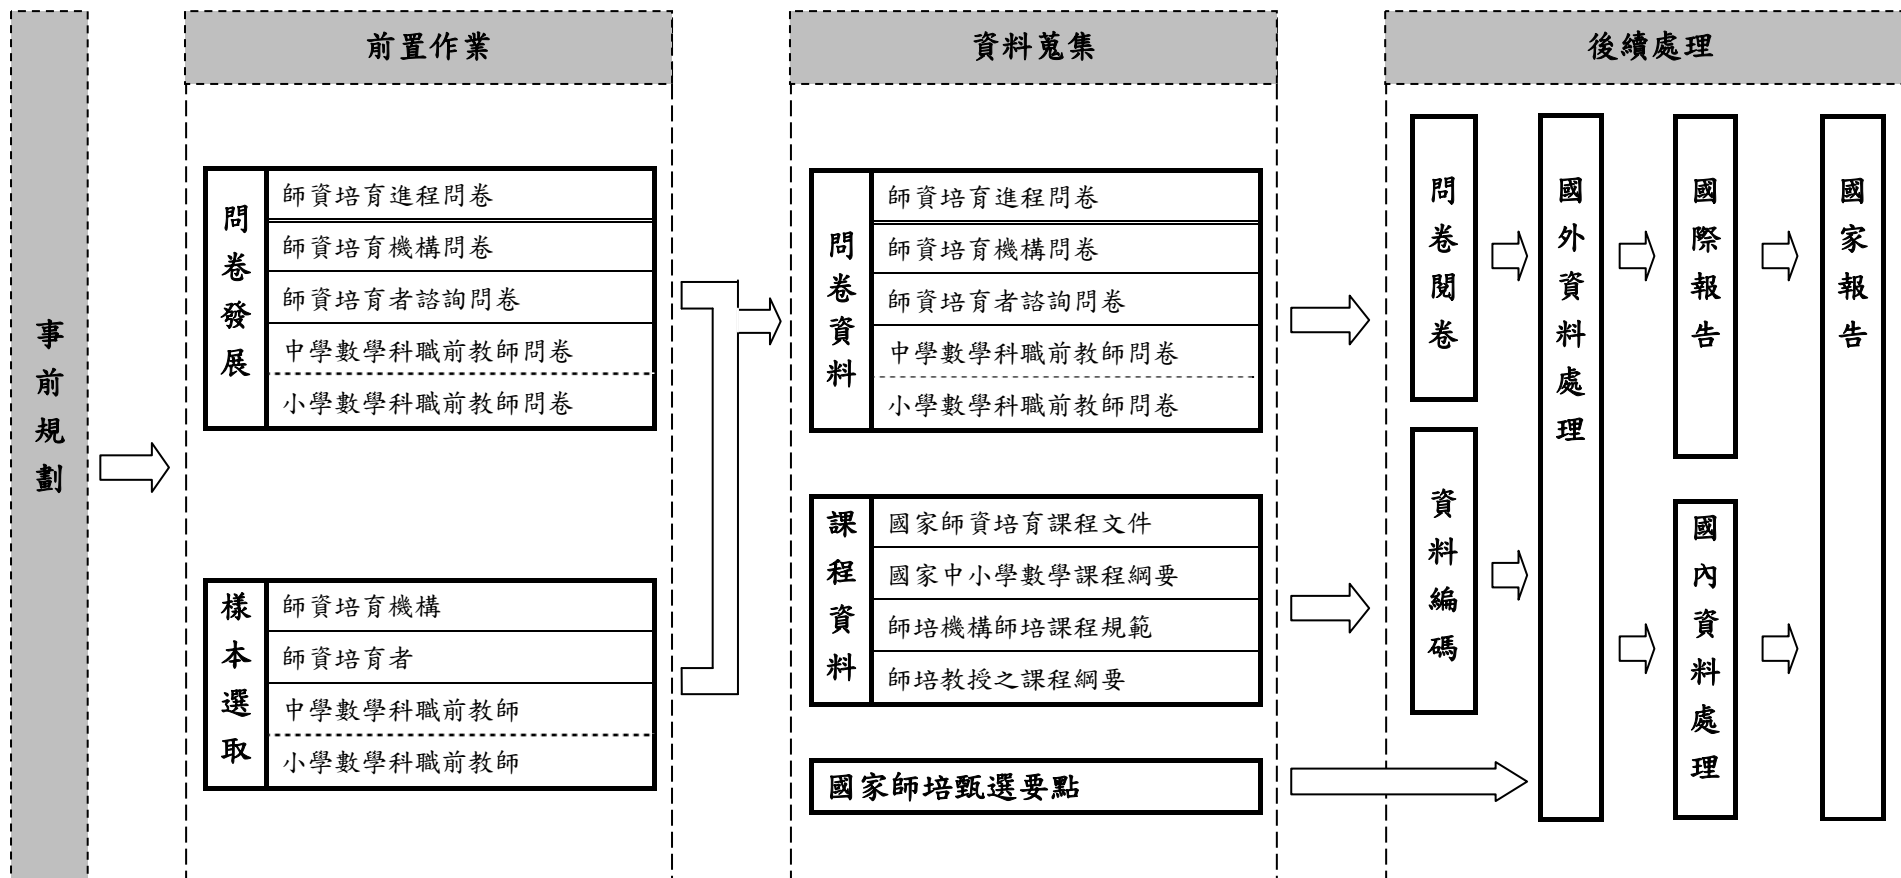 事前規劃
前置作業
問卷發展
師資培育進程問卷
師資培育機構問卷
師資培育者諮詢問卷
中學數學科職前教師問卷
小學數學科職前教師問卷
樣本選取
師資培育機構
師資培育者
中學數學科職前教師
小學數學科職前教師
資料蒐集
問卷資料
師資培育進程問卷
師資培育機構問卷
師資培育者諮詢問卷
中學數學科職前教師問卷
小學數學科職前教師問卷
課程資料
國家師資培育課程文件
國家中小學數學課程綱要
師培機構師培課程規範
師培教授之課程綱要
國家師培甄選要點
後續處理
問卷閱卷
資料編碼
國外資料處理
國際報告
國內資料處理
國家報告